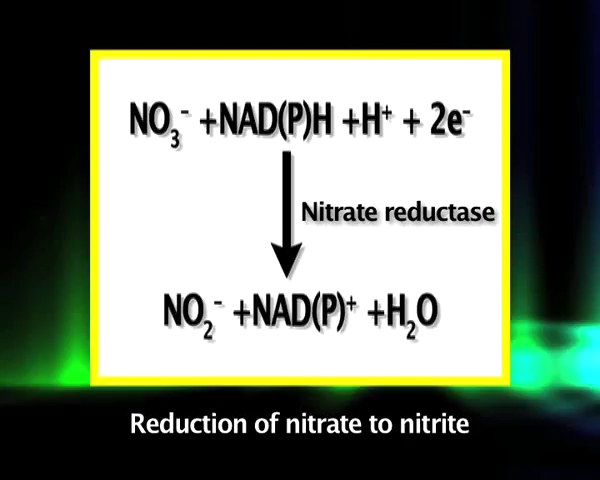 NO₃⁻ +NAD(P)H +H⁺ + 2e⁻
Nitrate reductase
NO₂⁻ +NAD(P)⁺ +H₂O
Reduction of nitrate to nitrite